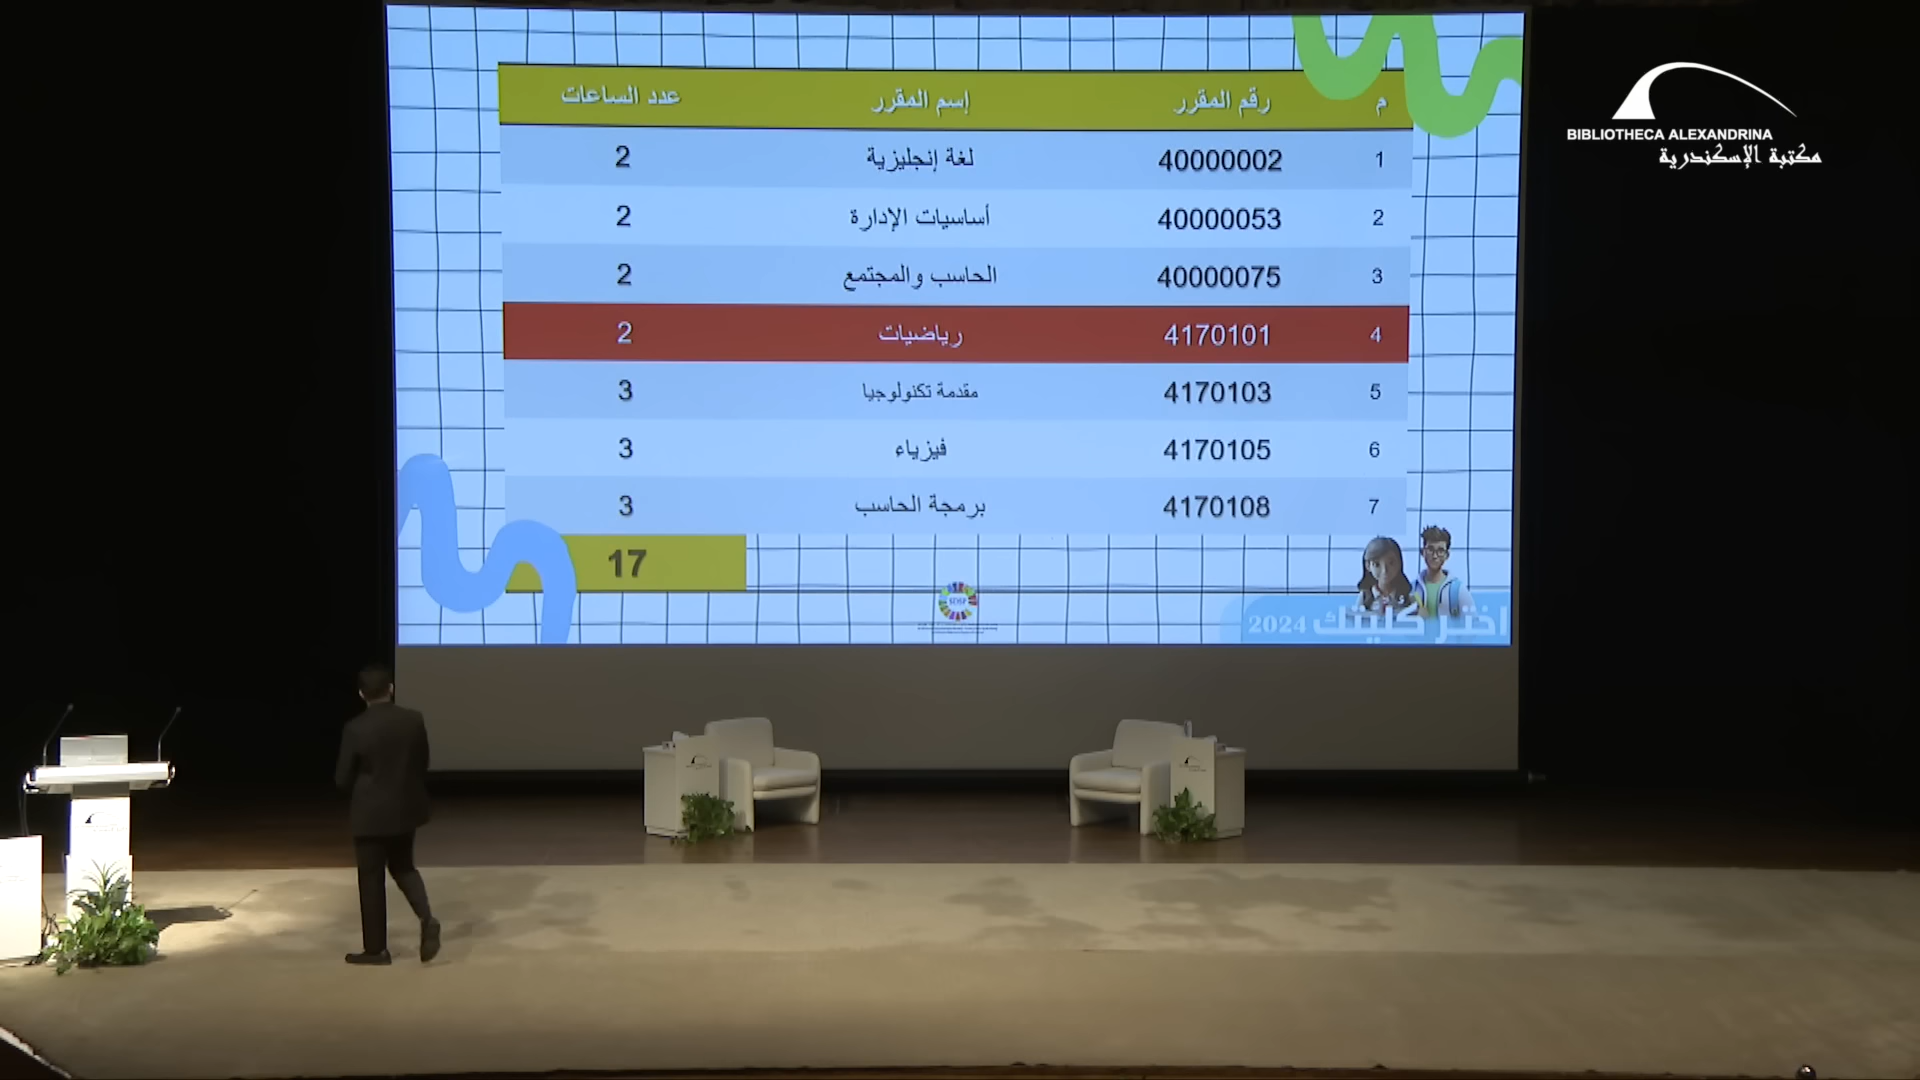 م رقم المقرر إسم المقرر عدد الساعات
1 40000002 لغة إنجليزية 2
2 40000053 أساسيات الإدارة 2
3 40000075 الحاسب والمجتمع 2
4 4170101 رياضيات 2
5 4170103 مقدمة تكنولوجيا 3
6 4170105 فيزياء 3
7 4170108 برمجة الحاسب 3
17
اختر كليتك 2024
BIBLIOTHECA ALEXANDRINA
مكتبة الإسكندرية